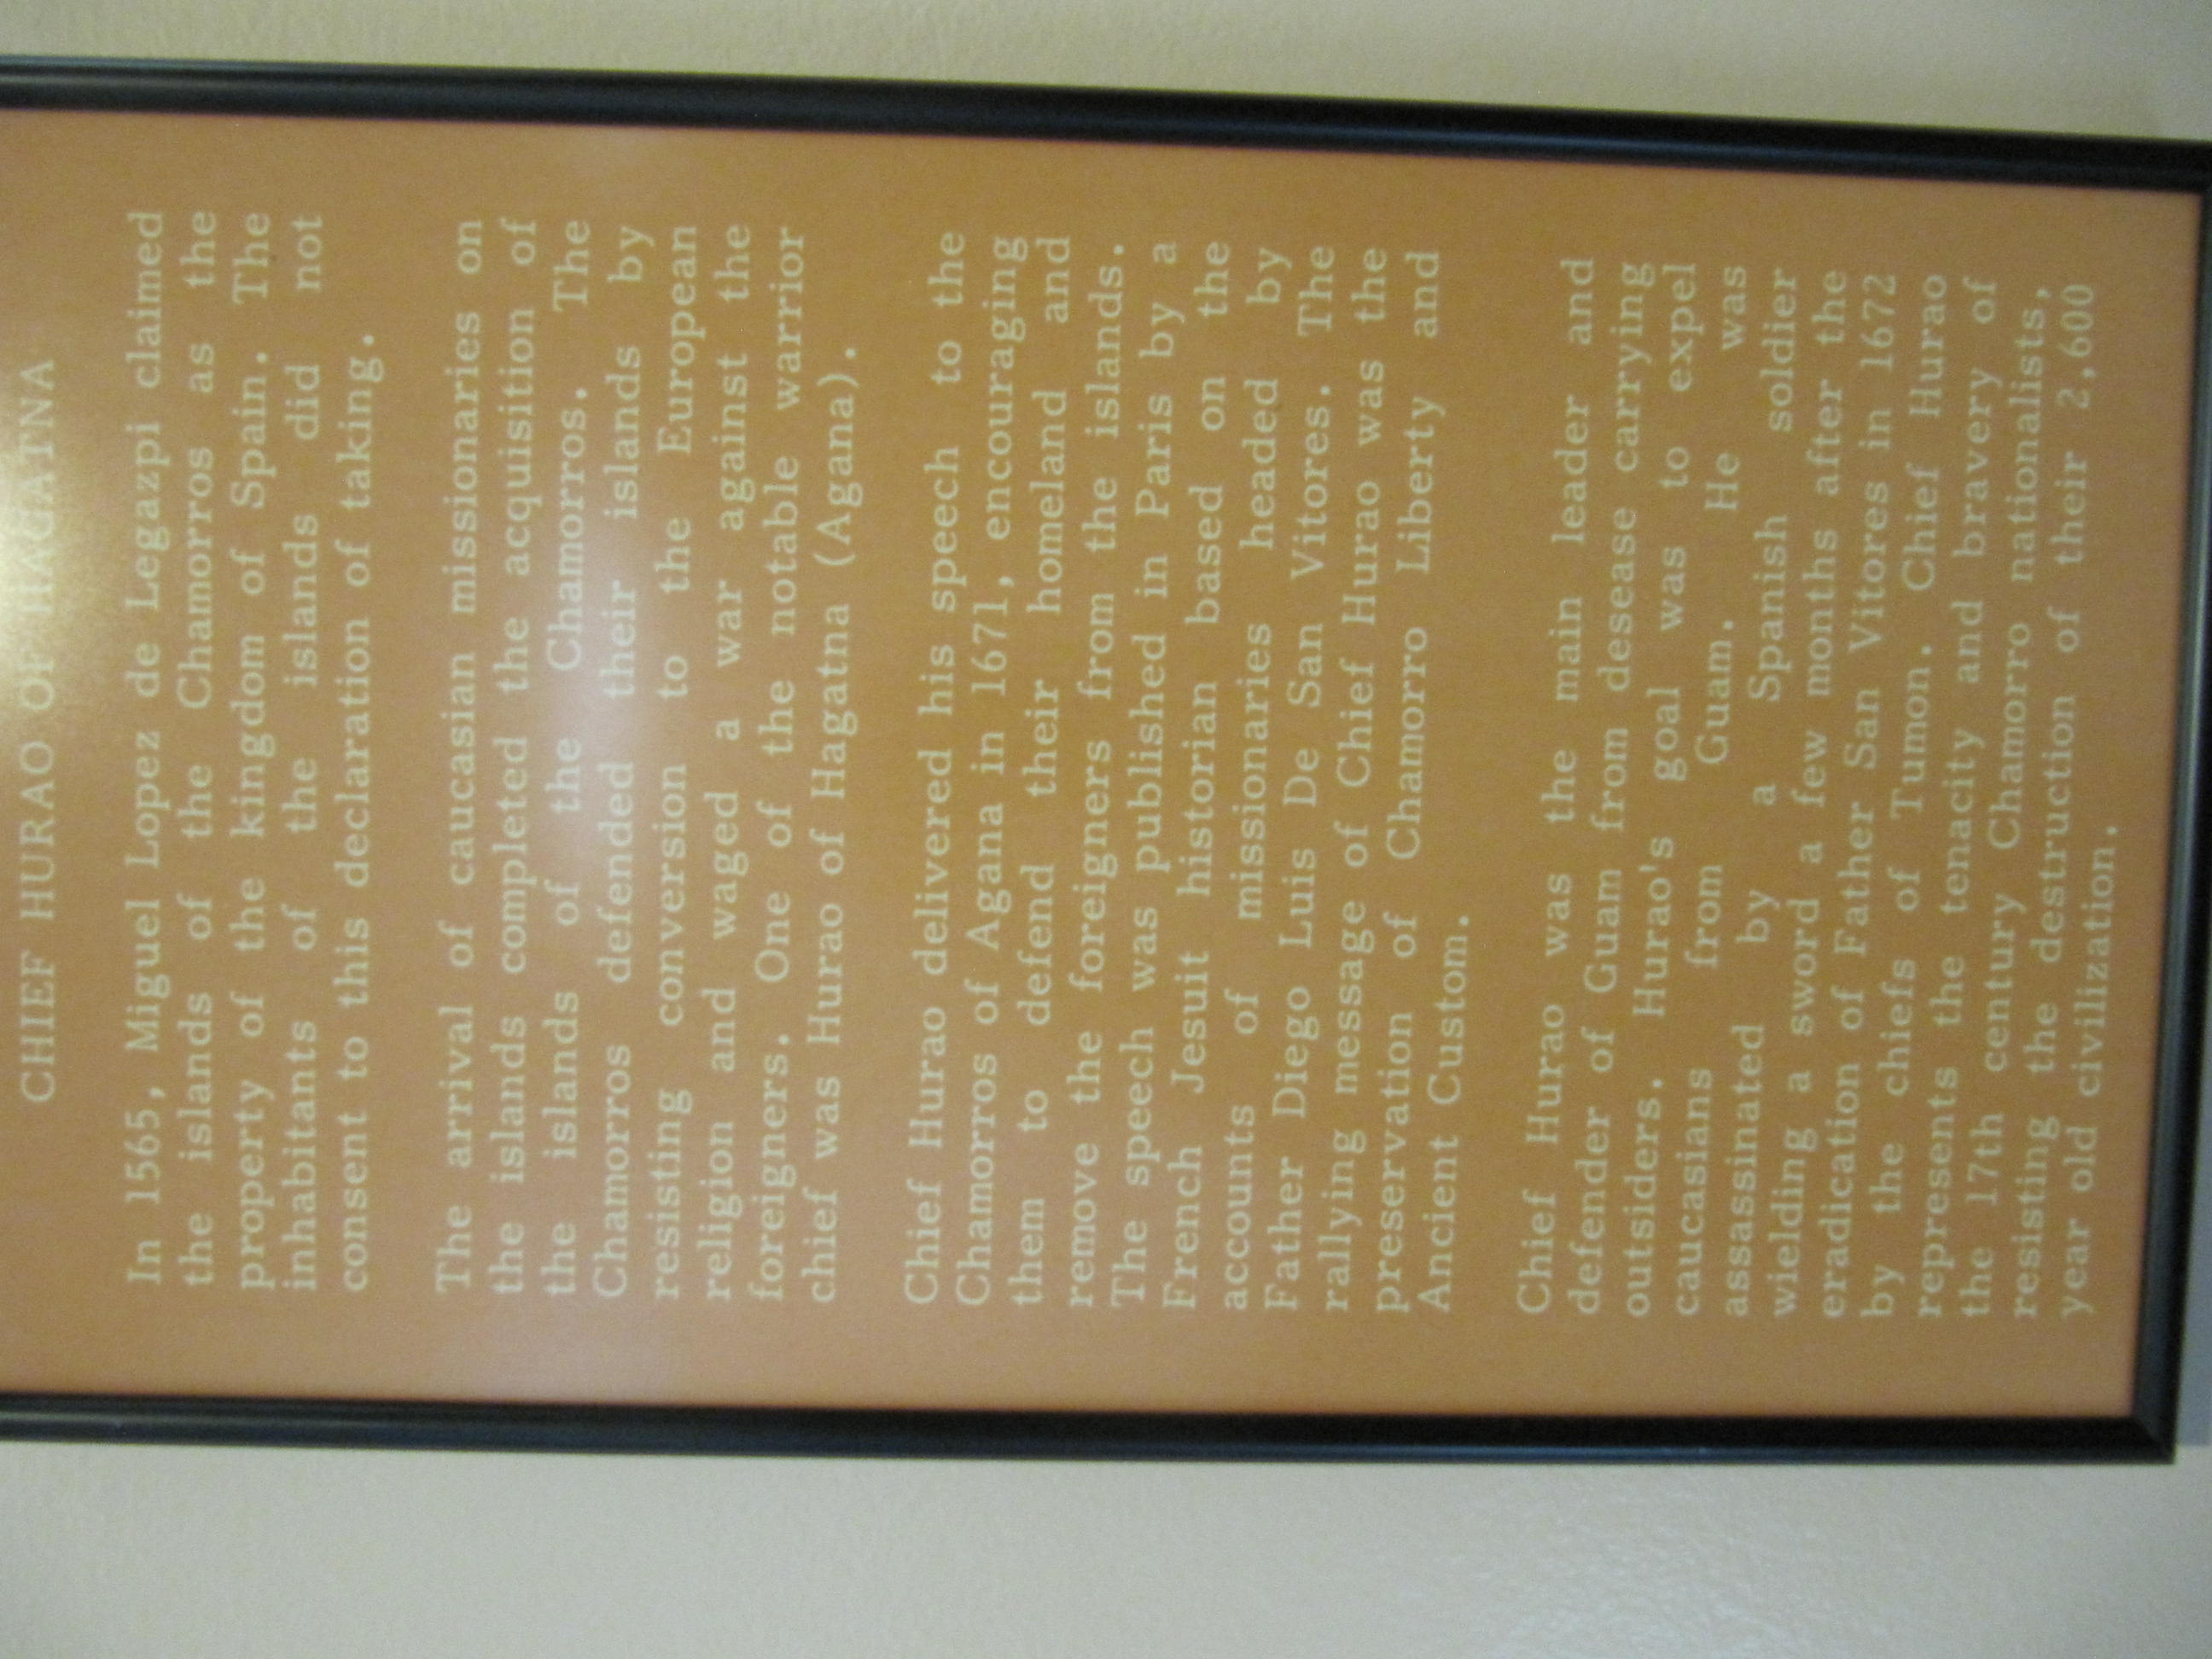 CHIEF HURAO OF HAGATNA
In 1565, Miguel Lopez de Legazpi claimed
the islands of the Chamorros as the
property of the kingdom of Spain. The
inhabitants of the islands did not
consent to this declaration of taking.
The arrival of caucasian missionaries on
the islands completed the acquisition of
the islands of the Chamorros. The
Chamorros defended their islands by
resisting conversion to the European
religion and waged a war against the
foreigners. One of the notable warrior
chief was Hurao of Hagatna (Agana).
Chief Hurao delivered his speech to the
Chamorros of Agana in 1671, encouraging
them to defend their homeland and
remove the foreigners from the islands.
The speech was published in Paris by a
French Jesuit historian based on the
accounts of missionaries headed by
Father Diego Luis De San Vitores. The
rallying message of Chief Hurao was the
preservation of Chamorro Liberty and
Ancient Custom.
Chief Hurao was the main leader and
defender of Guam from desease carrying
outsiders. Hurao's goal was to expel
caucasians from Guam. He was
assassinated by a Spanish soldier
wielding a sword a few months after the
eradication of Father San Vitores in 1672
by the chiefs of Tumon. Chief Hurao
represents the tenacity and bravery of
the 17th century Chamorro nationalists,
resisting the destruction of their 2,600
year old civilization.